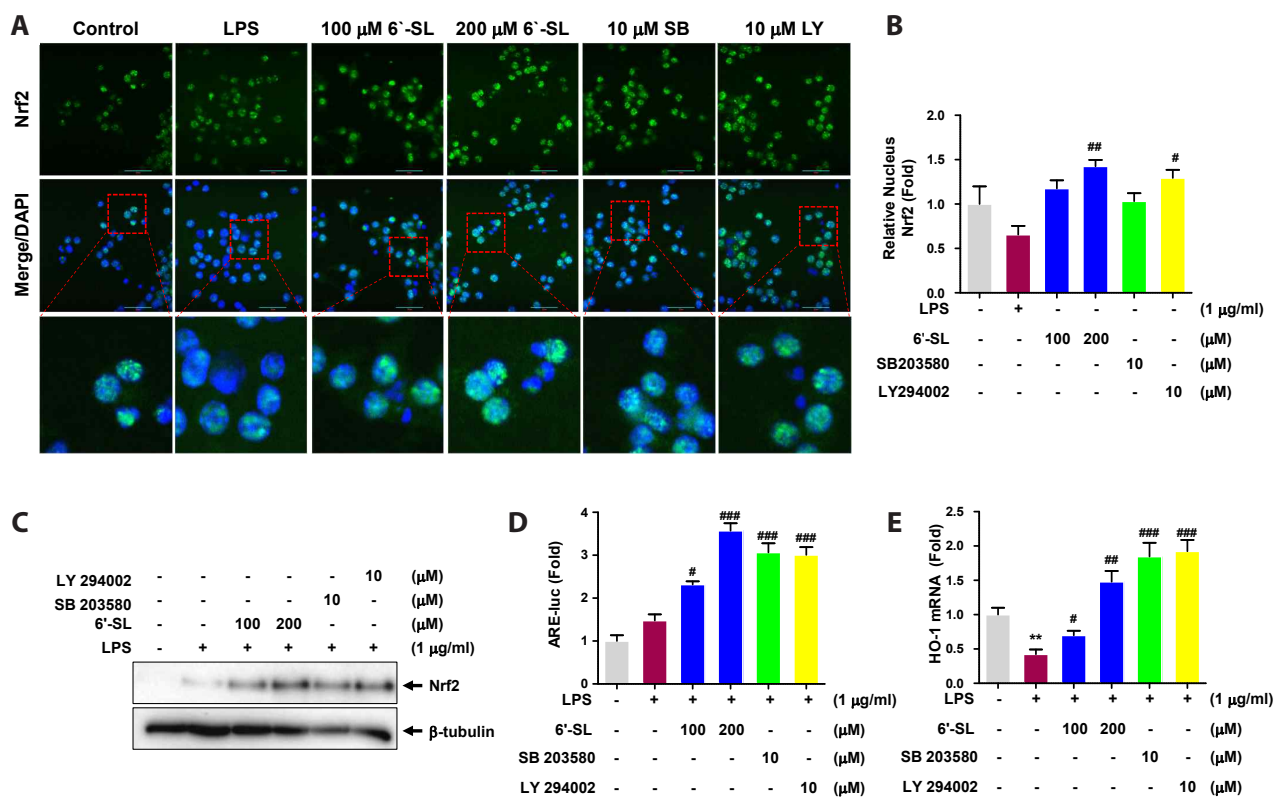 A
Control LPS 100 μM 6`-SL 200 μM 6`-SL 10 μM SB 10 μM LY
Nrf2
Merge/DAPI
B
Relative Nucleus
Nrf2 (Fold)
2.0
1.5
1.0
0.5
0.0
## #
LPS - + - - - - (1 μg/ml)
6'-SL - - 100 200 - - (μM)
SB203580 - - - - 10 - (μM)
LY294002 - - - - - 10 (μM)
C
LY 294002 - - - - - 10 (μM)
SB 203580 - - - - 10 - (μM)
6'-SL - - 100 200 - - (μM)
LPS - + + + + + (1 μg/ml)
Nrf2
β-tubulin
D
ARE-luc (Fold)
4
3
2
1
0
# ### ### ###
LPS - + + + + + (1 μg/ml)
6'-SL - - 100 200 - - (μM)
SB 203580 - - - - 10 - (μM)
LY 294002 - - - - - 10 (μM)
E
HO-1 mRNA (Fold)
2.5
2.0
1.5
1.0
0.5
0.0
** # ## ### ###
LPS - + + + + + (1 μg/ml)
6'-SL - - 100 200 - - (μM)
SB 203580 - - - - 10 - (μM)
LY 294002 - - - - - 10 (μM)